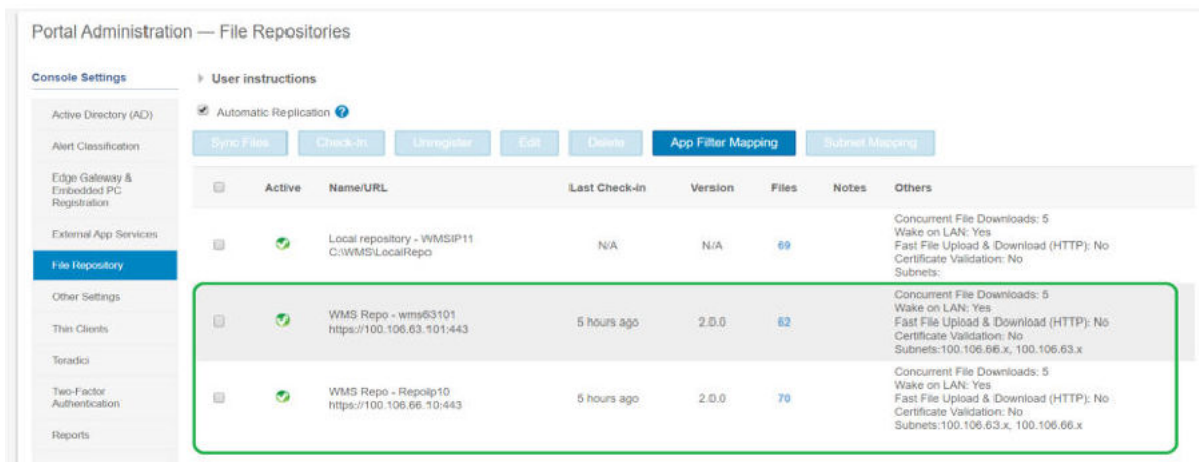 Portal Administration — File Repositories
Console Settings
Active Directory (AD)
Alert Classification
Edge Gateway &
Embedded PC
Registration
External App Services
File Repository
Other Settings
Thin Clients
Teradici
Two-Factor
Authentication
Reports
User instructions
Automatic Replication ?
Sync Files Check-In Unregister Edit Delete App Filter Mapping Subnet Mapping
Active Name/URL Last Check-in Version Files Notes Others
Local repository - WMSIP11
C:\WMS\LocalRepo
N/A N/A 69
Concurrent File Downloads: 5
Wake on LAN: Yes
Fast File Upload & Download (HTTP): No
Certificate Validation: No
Subnets:
WMS Repo - wms63101
https://100.106.63.101:443
5 hours ago 2.0.0 62
Concurrent File Downloads: 5
Wake on LAN: Yes
Fast File Upload & Download (HTTP): No
Certificate Validation: No
Subnets:100.106.66.x, 100.106.63.x
WMS Repo - RepoIp10
https://100.106.66.10:443
5 hours ago 2.0.0 70
Concurrent File Downloads: 5
Wake on LAN: Yes
Fast File Upload & Download (HTTP): No
Certificate Validation: No
Subnets:100.106.63.x, 100.106.66.x